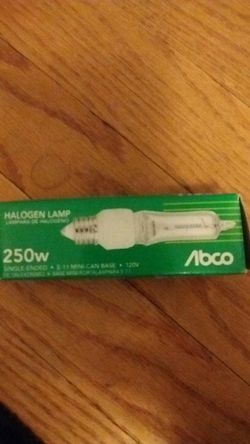 HALOGEN LAMP
LAMPARA DE HALOGENO
250w
Abco
SINGLE ENDED • E-11 MINI-CAN BASE • 120V